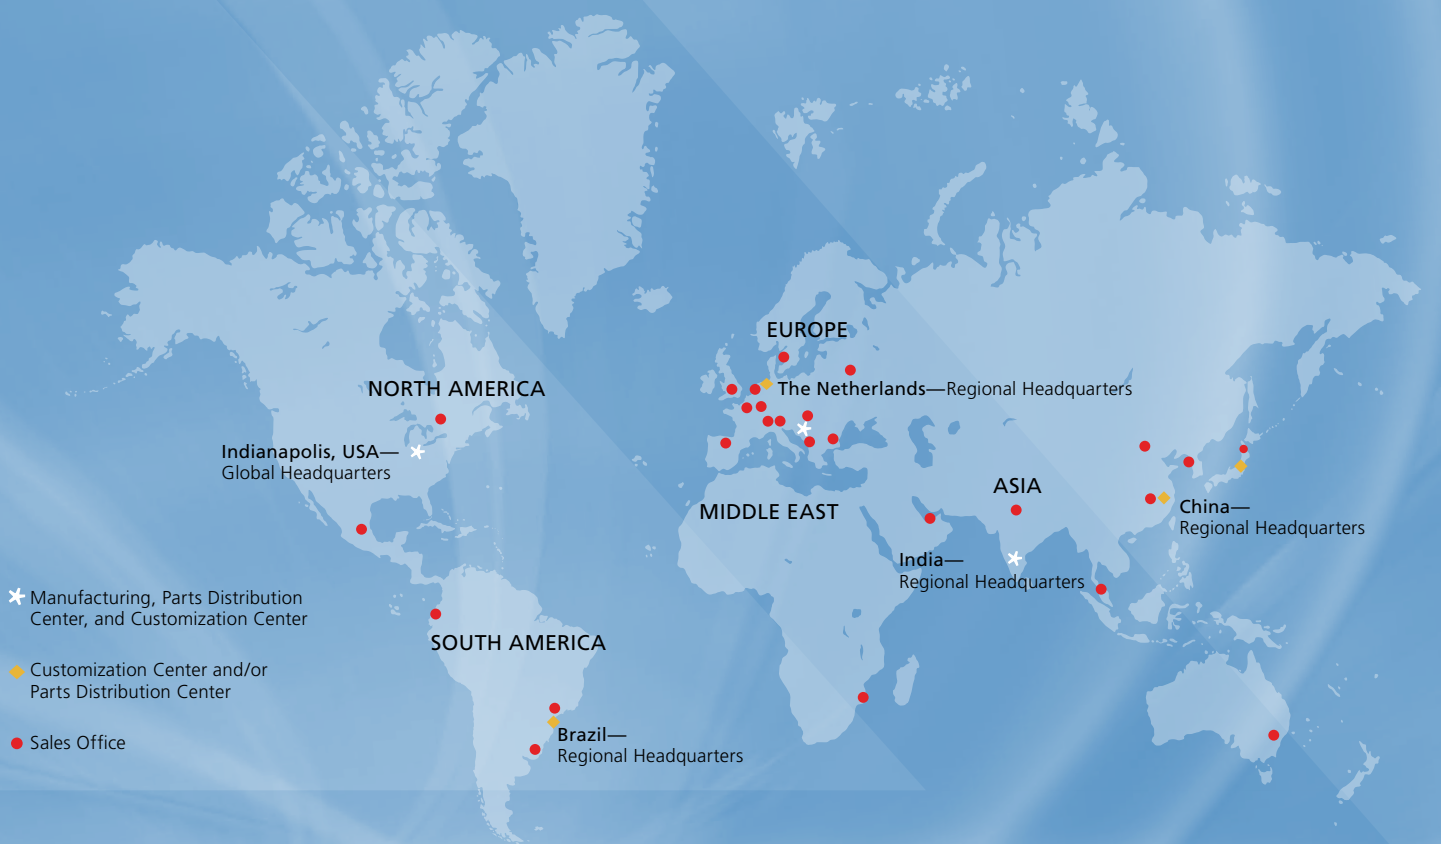 EUROPE
NORTH AMERICA
The Netherlands—Regional Headquarters
Indianapolis, USA—
Global Headquarters
ASIA
MIDDLE EAST
China—
Regional Headquarters
India—
Regional Headquarters
Manufacturing, Parts Distribution
Center, and Customization Center
SOUTH AMERICA
Customization Center and/or
Parts Distribution Center
Brazil—
Regional Headquarters
Sales Office